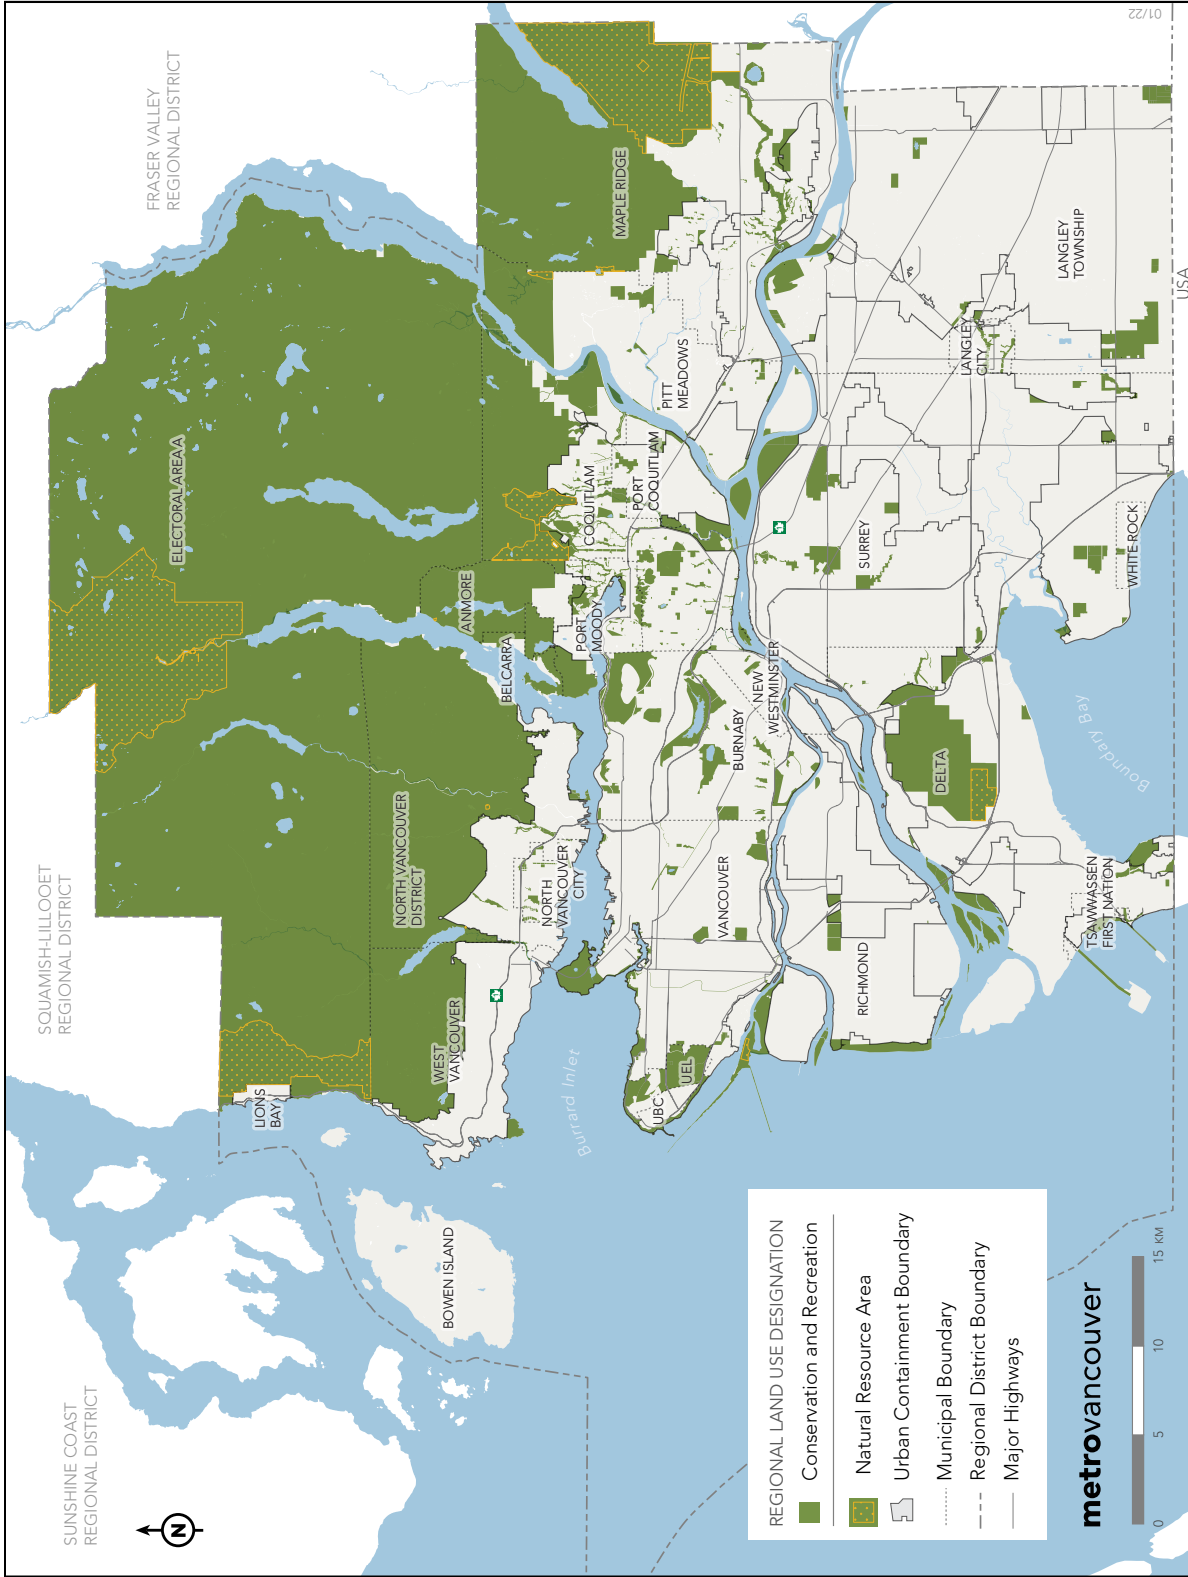 SUNSHINE COAST
REGIONAL DISTRICT
SQUAMISH-LILLOOET
REGIONAL DISTRICT
FRASER VALLEY
REGIONAL DISTRICT
01/22
N
ELECTORAL AREA A
LIONS
BAY
BOWEN ISLAND
WEST
VANCOUVER
NORTH VANCOUVER
DISTRICT
NORTH
VANCOUVER
CITY
BELCARRA
ANMORE
PORT
MOODY
COQUITLAM
PORT
COQUITLAM
PITT
MEADOWS
MAPLE RIDGE
Burrard Inlet
UBC
UEL
VANCOUVER
BURNABY
NEW
WESTMINSTER
1
1
RICHMOND
SURREY
DELTA
LANGLEY
CITY
LANGLEY
TOWNSHIP
TSAWWASSEN
FIRST NATION
Boundary Bay
WHITE ROCK
USA
REGIONAL LAND USE DESIGNATION
Conservation and Recreation
Natural Resource Area
Urban Containment Boundary
Municipal Boundary
Regional District Boundary
Major Highways
metrovancouver
0 5 10 15 KM